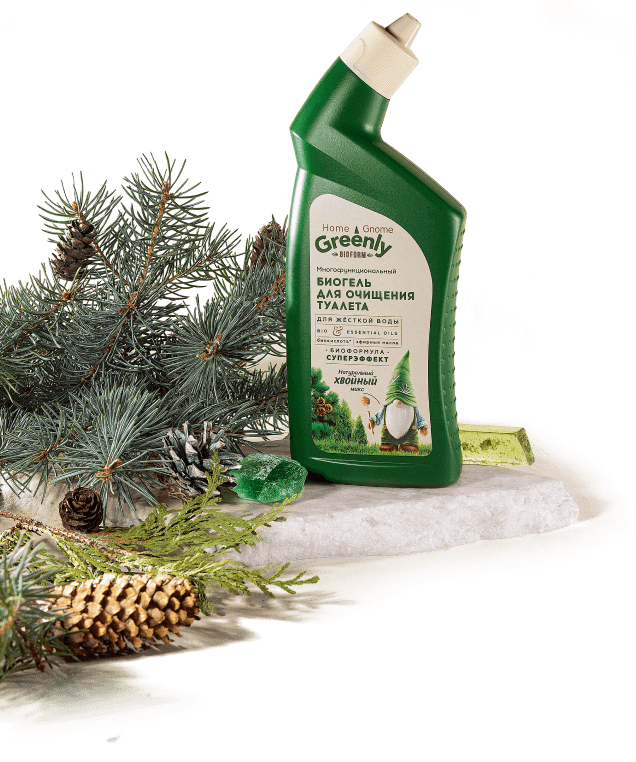 Home Gnome
Greenly
BIOFORM
Многофункциональный
БИОГЕЛЬ
ДЛЯ ОЧИЩЕНИЯ
ТУАЛЕТА
ДЛЯ ЖЁСТКОЙ ВОДЫ
BIO & ESSENTIAL OILS
биокислота* эфирные масла
• БИОФОРМУЛА •
СУПЕРЭФФЕКТ
Натуральный
ХВОЙНЫЙ
микс